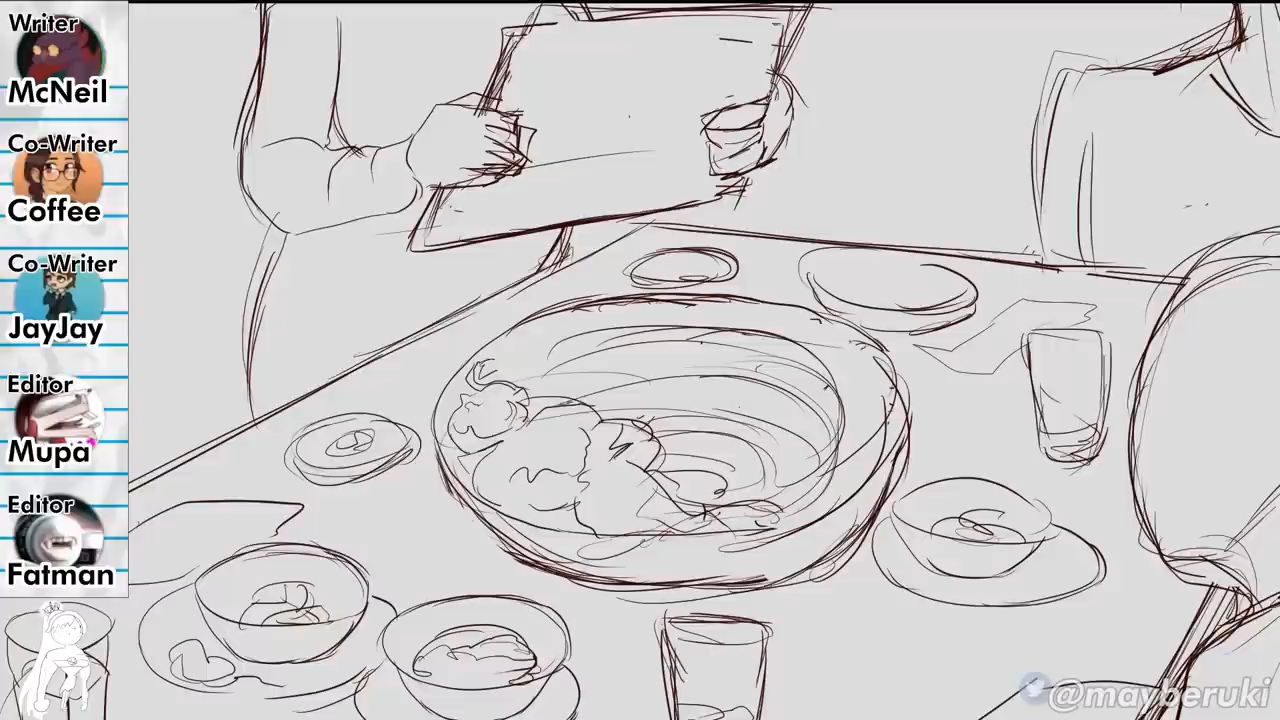 Writer
McNeil
Co-Writer
Coffee
Co-Writer
JayJay
Editor
Mupa
Editor
Fatman
@mayberuki